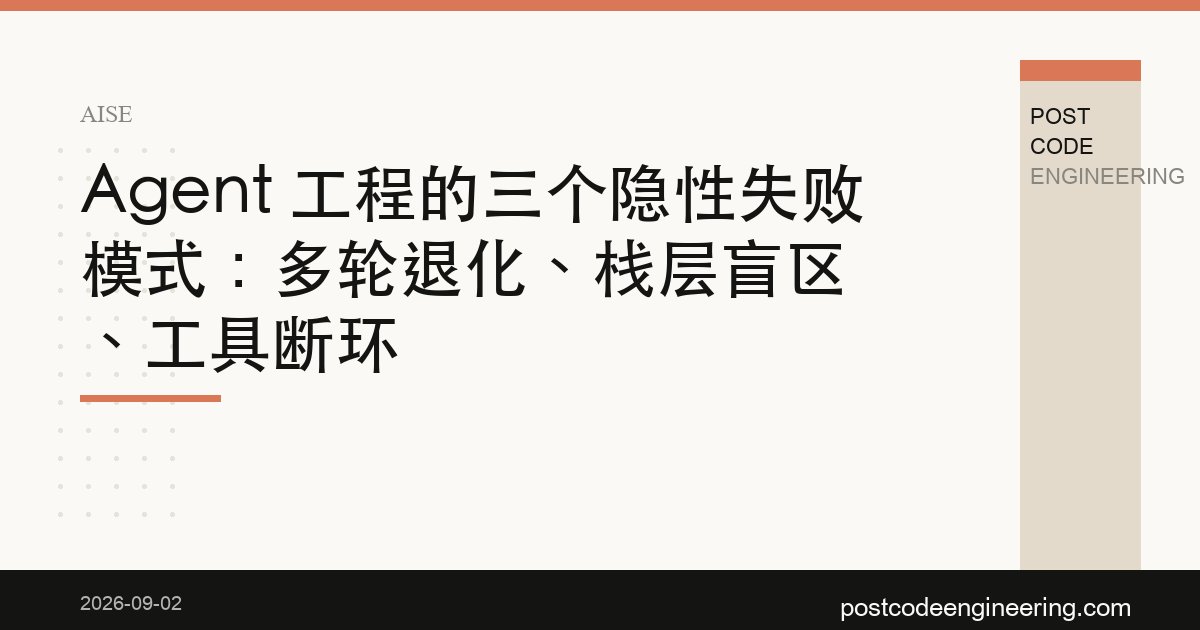 AISE
Agent 工程的三个隐性失败
模式：多轮退化、栈层盲区
、工具断环
POST
CODE
ENGINEERING
2026-09-02
postcodeengineering.com